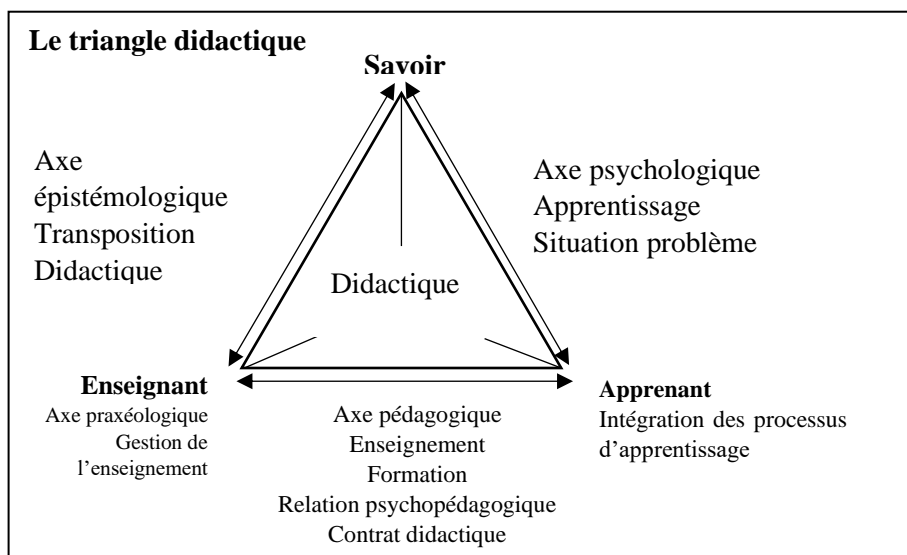 Le triangle didactique
Savoir
Axe
épistémologique
Transposition
Didactique
Axe psychologique
Apprentissage
Situation problème
Didactique
Enseignant
Axe praxéologique
Gestion de
l’enseignement
Axe pédagogique
Enseignement
Formation
Relation psychopédagogique
Contrat didactique
Apprenant
Intégration des processus
d’apprentissage